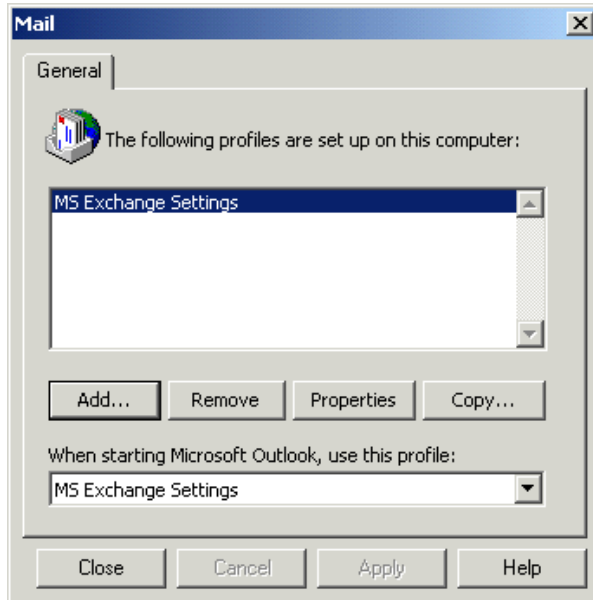 Mail
General
The following profiles are set up on this computer:
MS Exchange Settings
Add... Remove Properties Copy...
When starting Microsoft Outlook, use this profile:
MS Exchange Settings
Close Cancel Apply Help